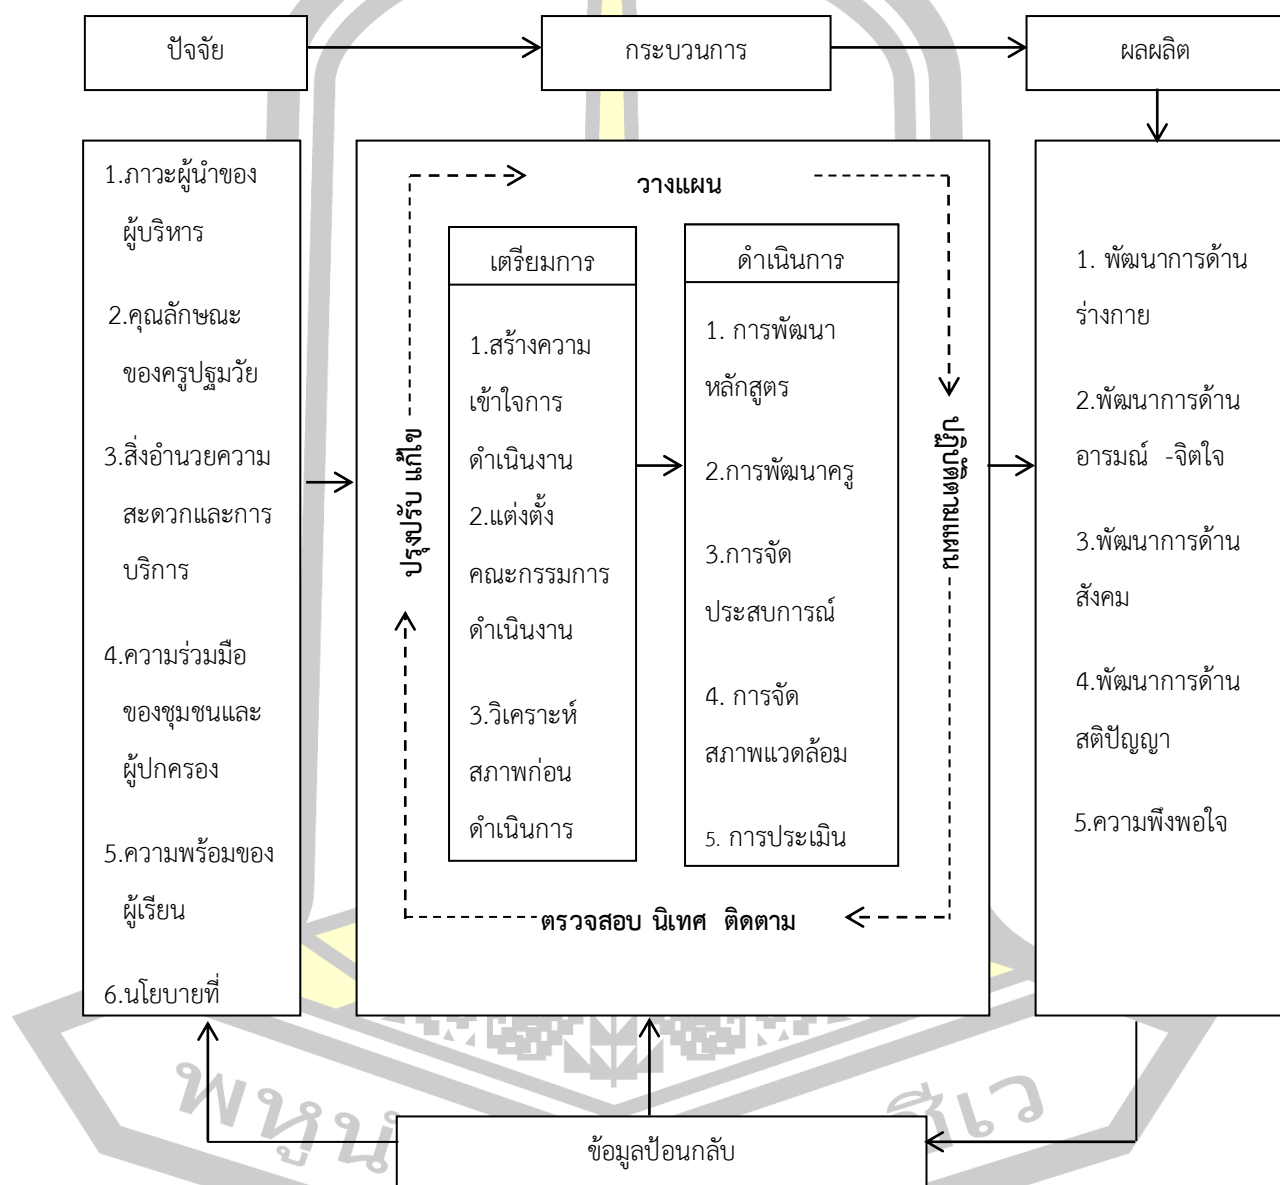 ปัจจัย
กระบวนการ
ผลผลิต
1.ภาวะผู้นำของ
ผู้บริหาร
2.คุณลักษณะ
ของครูปฐมวัย
3.สิ่งอำนวยความ
สะดวกและการ
บริการ
4.ความร่วมมือ
ของชุมชนและ
ผู้ปกครอง
5.ความพร้อมของ
ผู้เรียน
6.นโยบายที่
วางแผน
ปรุงปรับ แก้ไข
เตรียมการ
1.สร้างความ
เข้าใจการ
ดำเนินงาน
2.แต่งตั้ง
คณะกรรมการ
ดำเนินงาน
3.วิเคราะห์
สภาพก่อน
ดำเนินการ
ดำเนินการ
1. การพัฒนา
หลักสูตร
2.การพัฒนาครู
3.การจัด
ประสบการณ์
4. การจัด
สภาพแวดล้อม
5. การประเมิน
ปฏิบัติตามแผน
ตรวจสอบ นิเทศ ติดตาม
1. พัฒนาการด้าน
ร่างกาย
2.พัฒนาการด้าน
อารมณ์ -จิตใจ
3.พัฒนาการด้าน
สังคม
4.พัฒนาการด้าน
สติปัญญา
5.ความพึงพอใจ
ข้อมูลป้อนกลับ